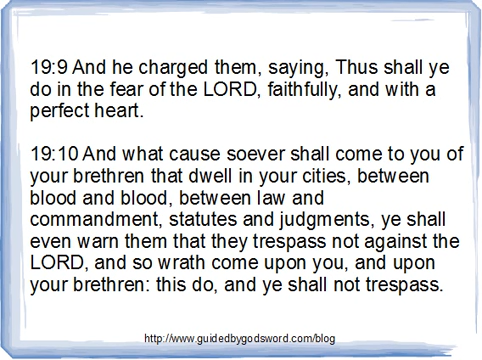 19:9 And he charged them, saying, Thus shall ye
do in the fear of the LORD, faithfully, and with a
perfect heart.
19:10 And what cause soever shall come to you of
your brethren that dwell in your cities, between
blood and blood, between law and
commandment, statutes and judgments, ye shall
even warn them that they trespass not against the
LORD, and so wrath come upon you, and upon
your brethren: this do, and ye shall not trespass.
http://www.guidedbygodsword.com/blog